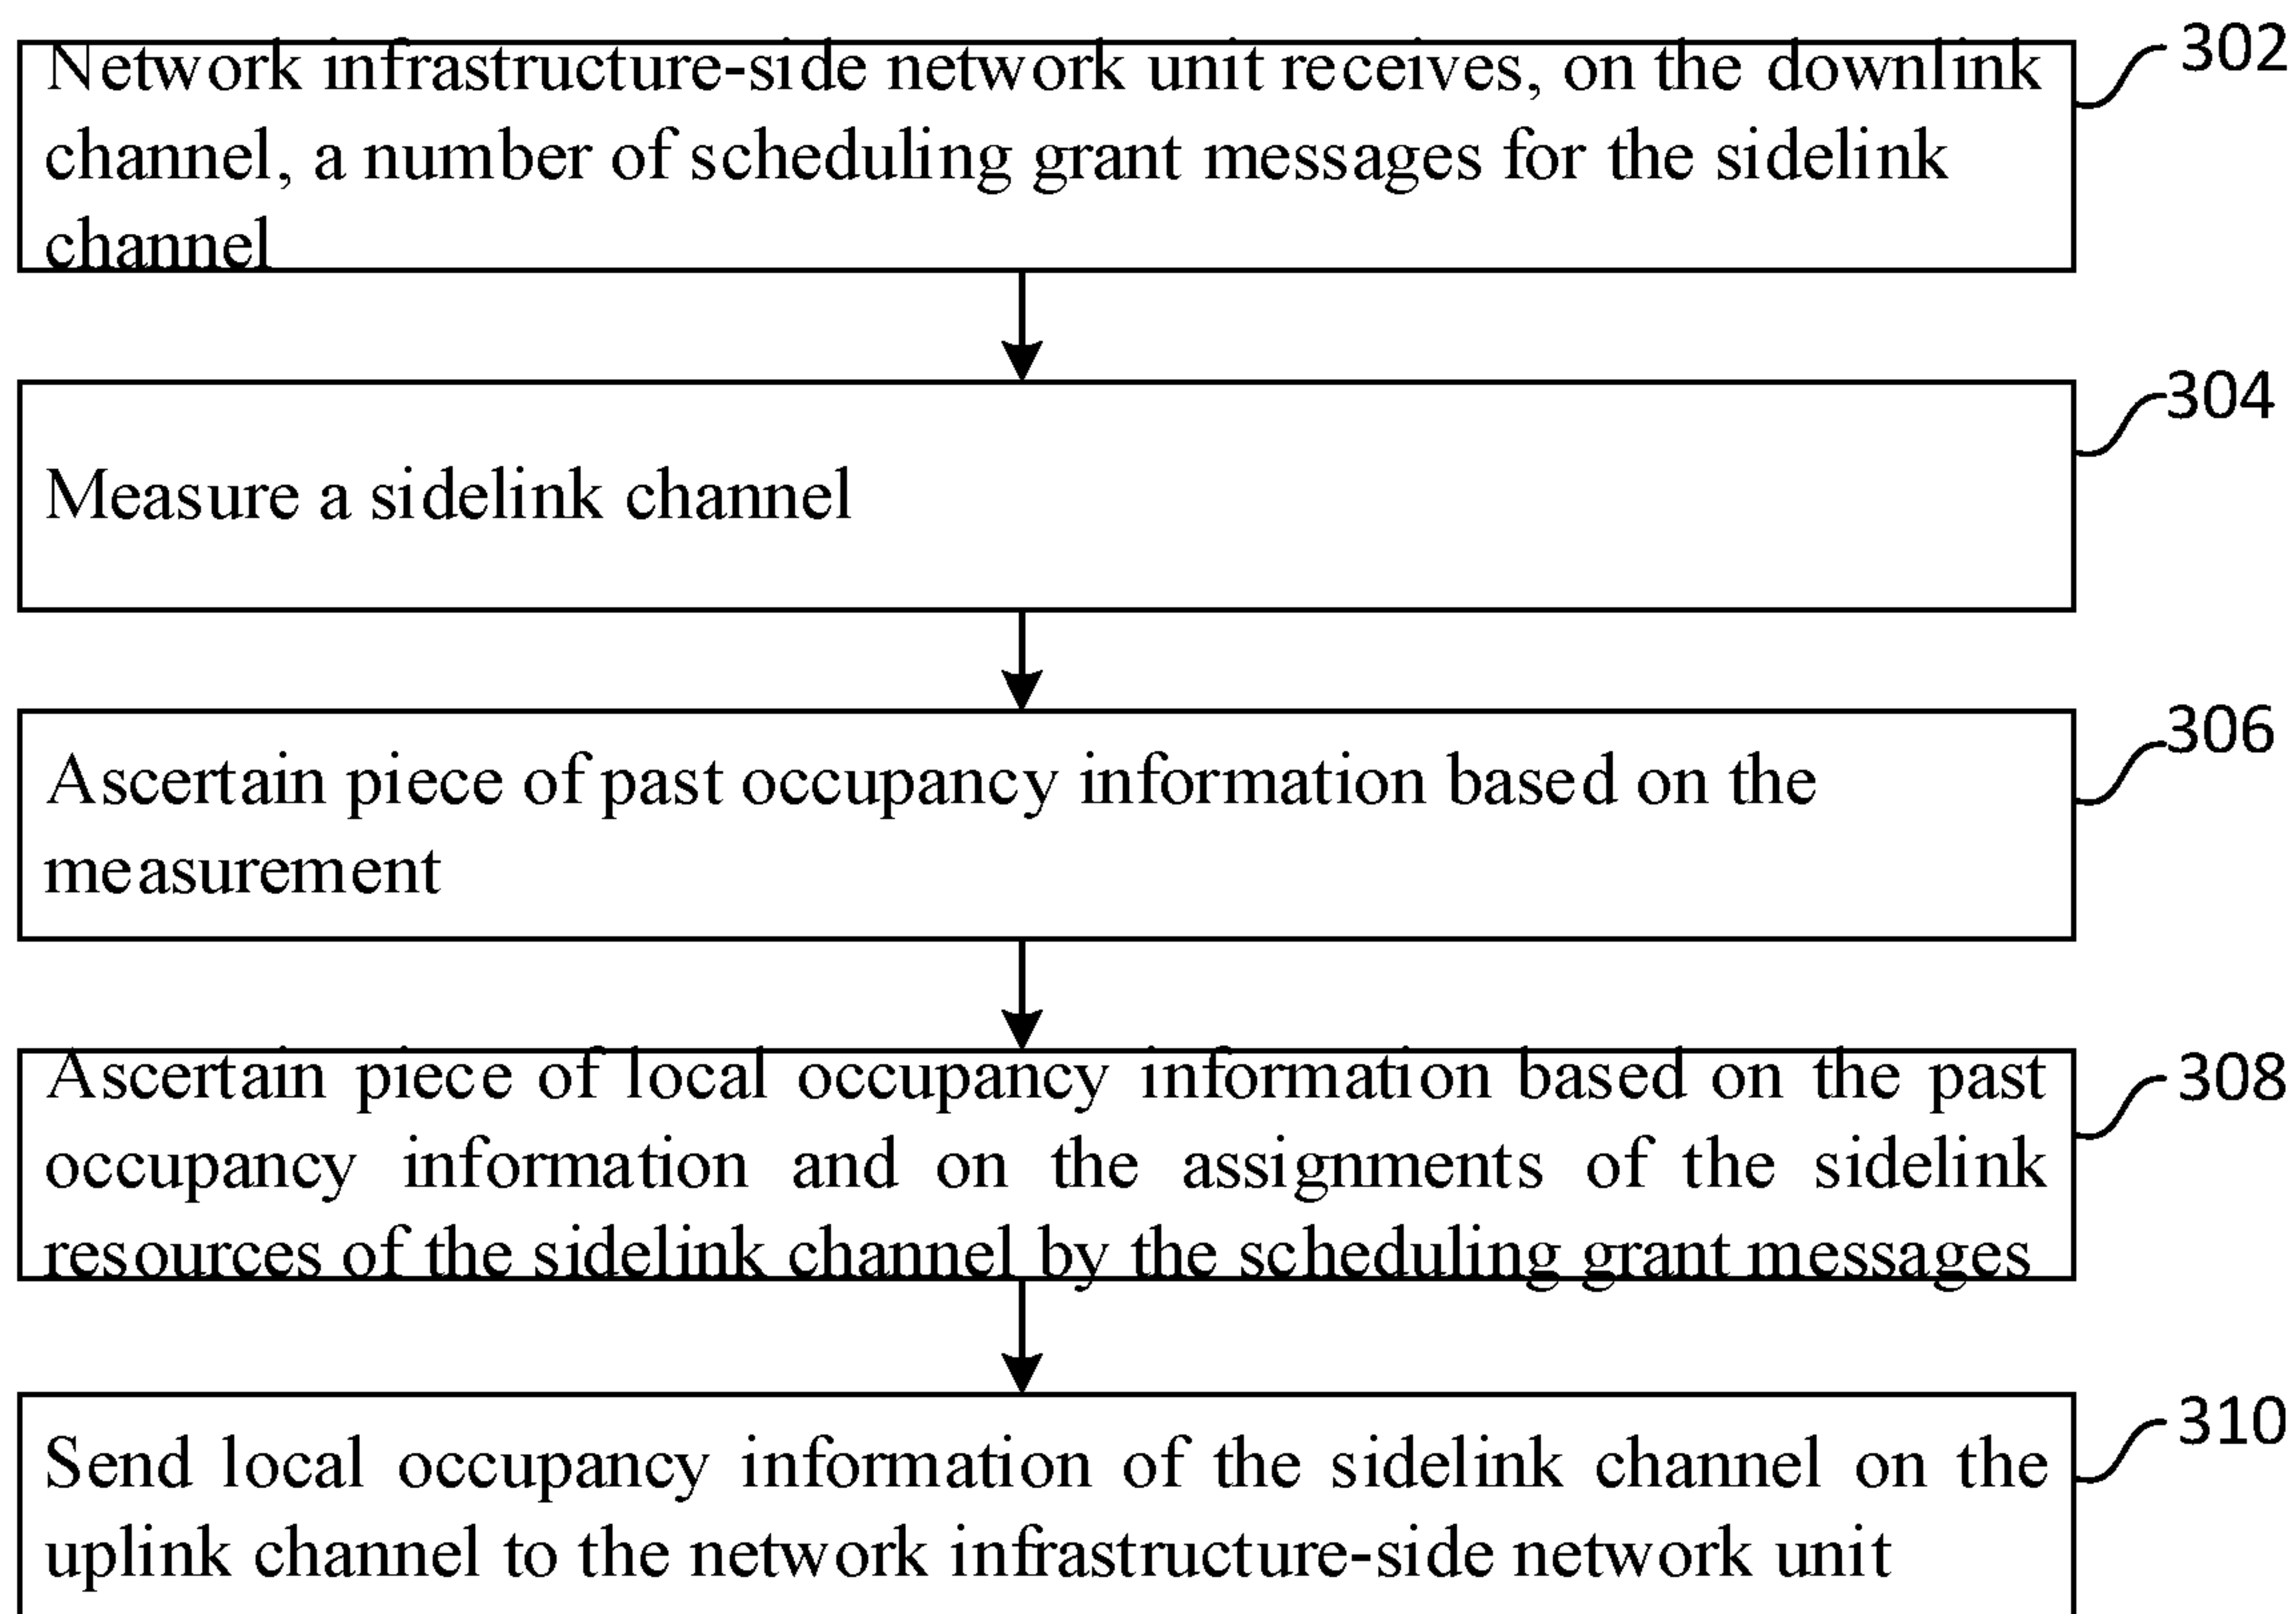 Network infrastructure-side network unit receives, on the downlink
302
channel, a number of scheduling grant messages for the sidelink
channel
304
Measure a sidelink channel
306
Ascertain piece of past occupancy information based on the
measurement
308
Ascertain piece of local occupancy information based on the past
occupancy information and on the assignments of the sidelink
resources of the sidelink channel by the scheduling grant messages
310
Send local occupancy information of the sidelink channel on the
uplink channel to the network infrastructure-side network unit